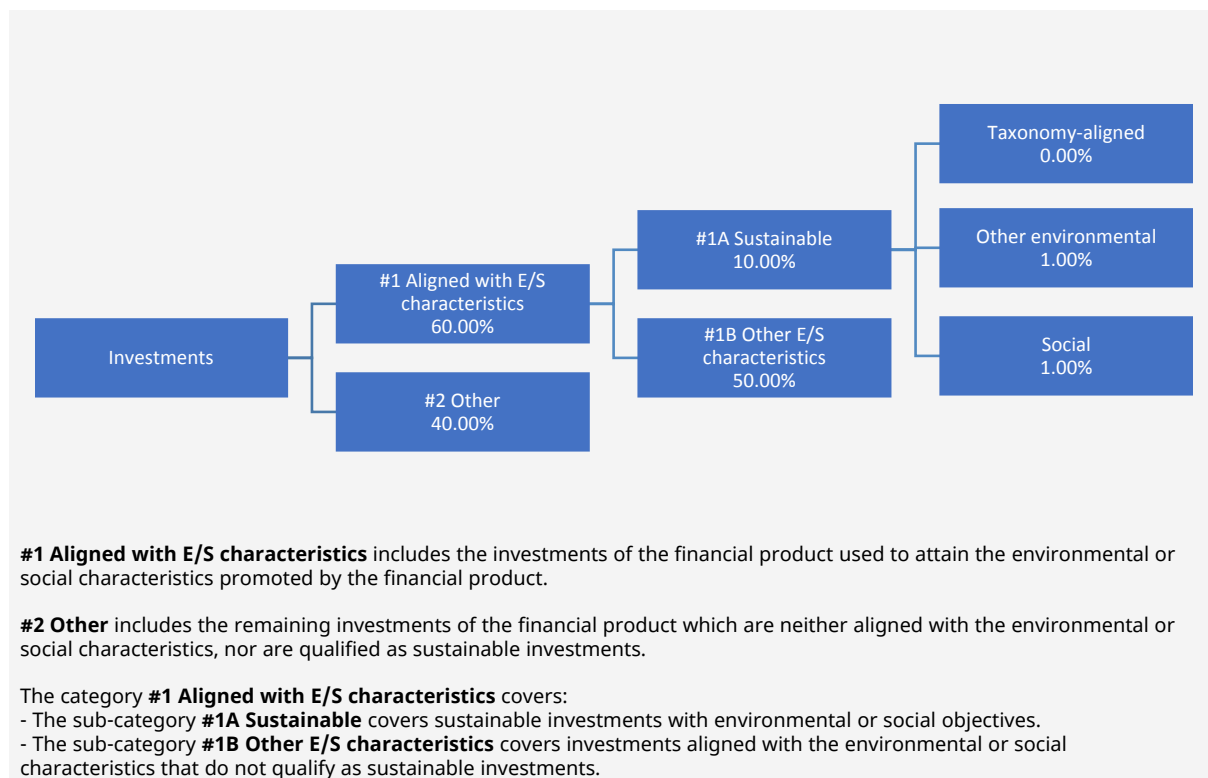 Taxonomy-aligned
0.00%
#1A Sustainable
10.00%
Other environmental
1.00%
#1 Aligned with E/S
characteristics
60.00%
Investments
#1B Other E/S
characteristics
50.00%
Social
1.00%
#2 Other
40.00%
#1 Aligned with E/S characteristics includes the investments of the financial product used to attain the environmental or
social characteristics promoted by the financial product.
#2 Other includes the remaining investments of the financial product which are neither aligned with the environmental or
social characteristics, nor are qualified as sustainable investments.
The category #1 Aligned with E/S characteristics covers:
- The sub-category #1A Sustainable covers sustainable investments with environmental or social objectives.
- The sub-category #1B Other E/S characteristics covers investments aligned with the environmental or social
characteristics that do not qualify as sustainable investments.